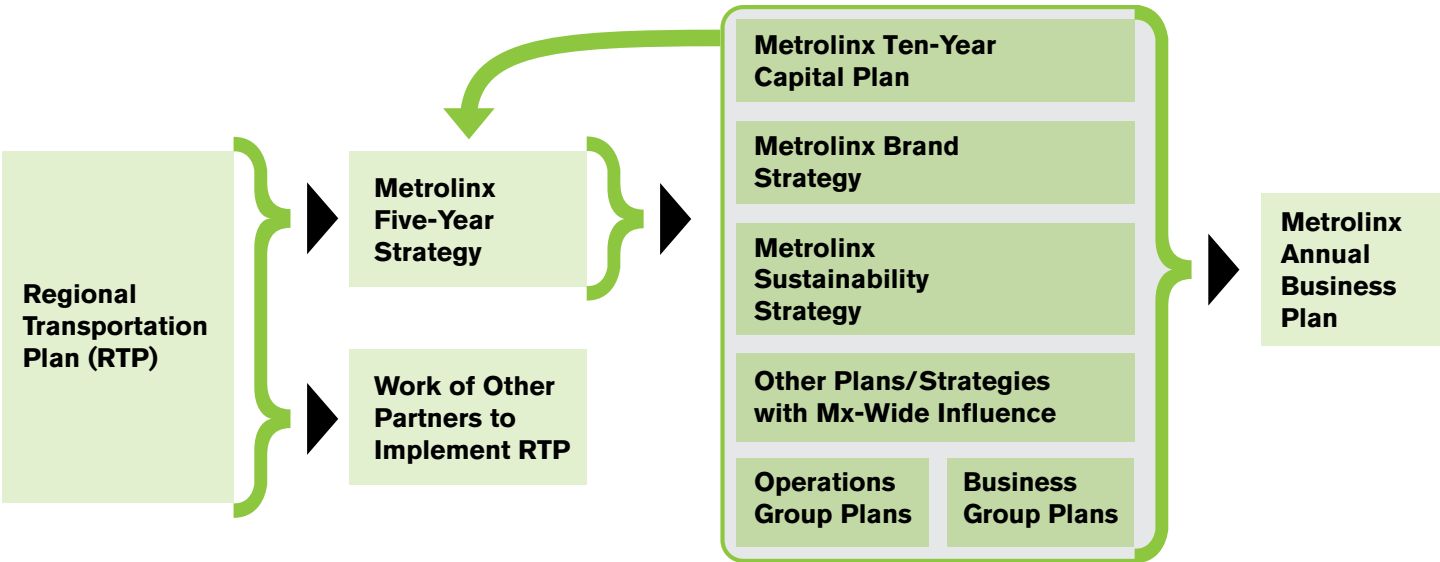 Regional
Transportation
Plan (RTP)
Metrolinx
Five-Year
Strategy
Work of Other
Partners to
Implement RTP
Metrolinx Ten-Year
Capital Plan
Metrolinx Brand
Strategy
Metrolinx
Sustainability
Strategy
Other Plans/Strategies
with Mx-Wide Influence
Operations
Group Plans
Business
Group Plans
Metrolinx
Annual
Business
Plan